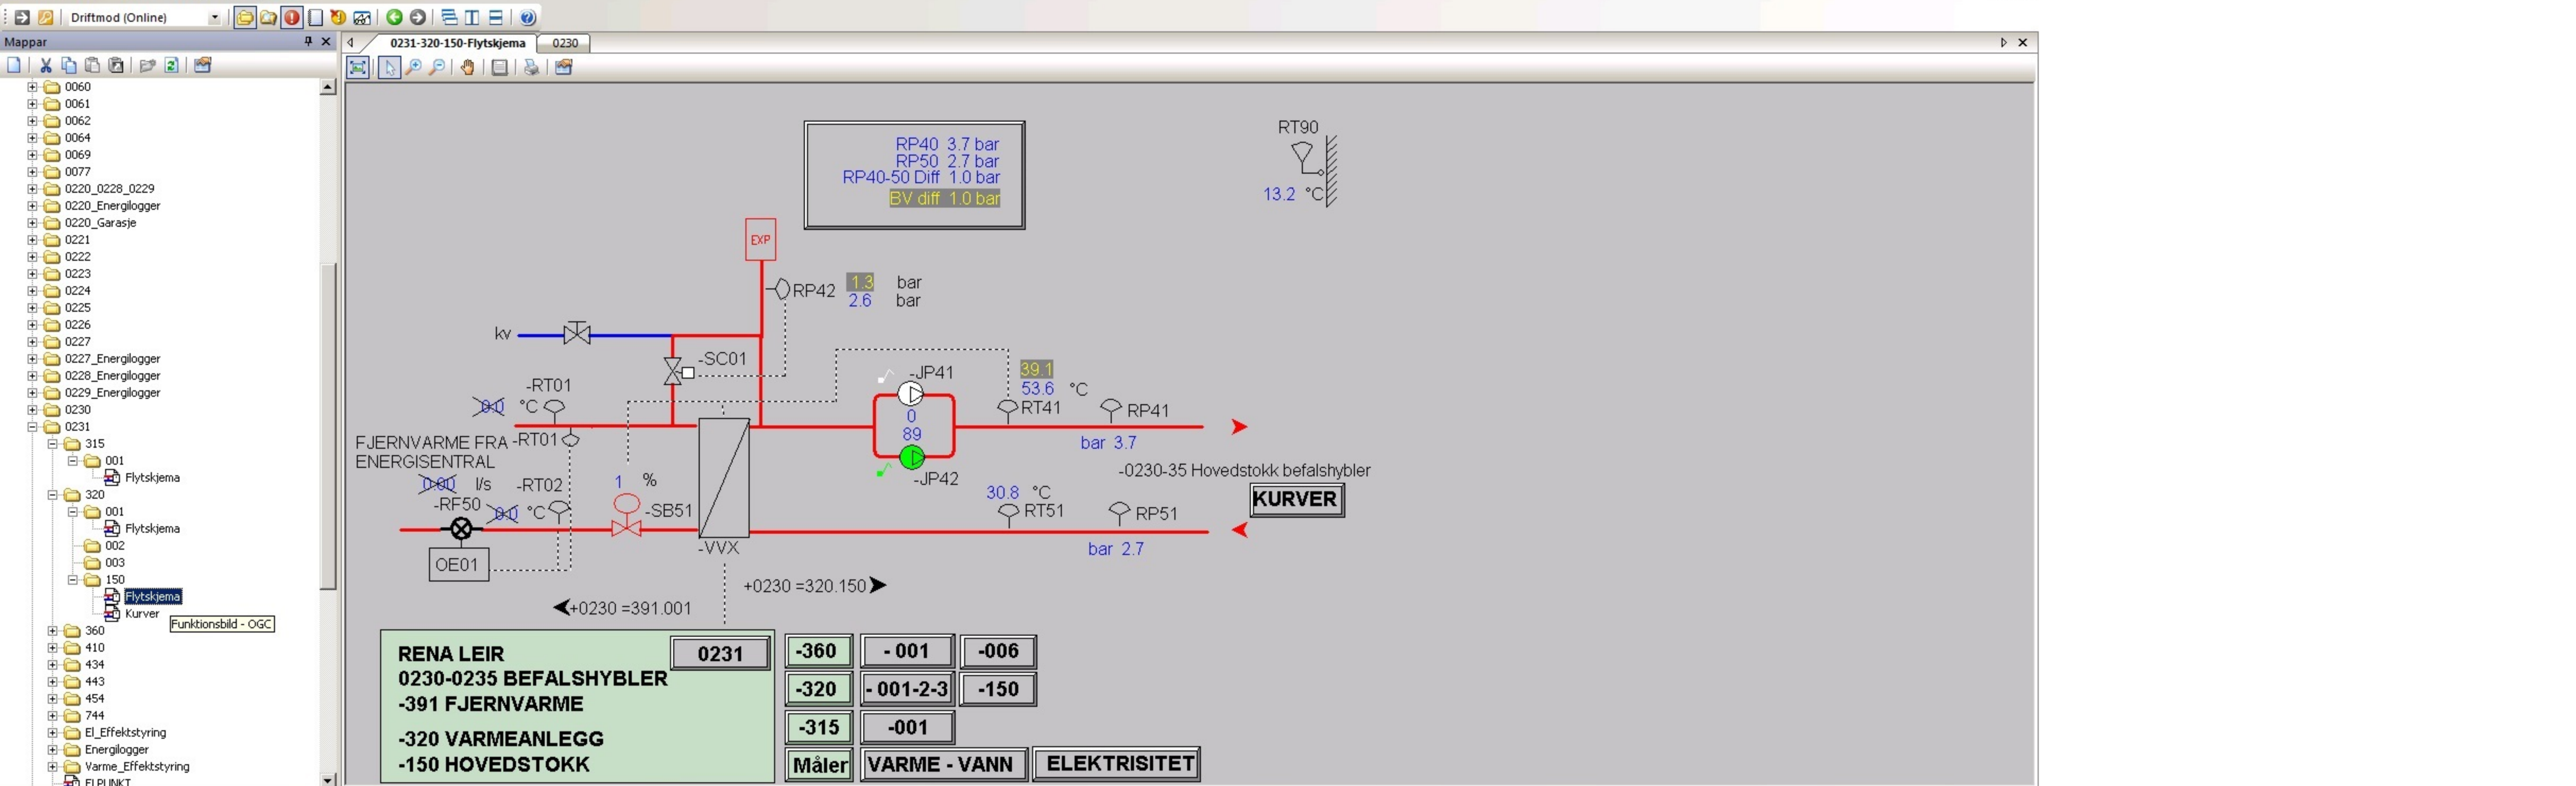 Driftmod (Online)
Mappar
0231-320-150-Flytskjema
0230
0060
0061
0062
0064
0069
0077
0220_0228_0229
0220_Energilogger
0220_Garasje
0221
0222
0223
0224
0225
0226
0227
0227_Energilogger
0228_Energilogger
0229_Energilogger
0230
0231
315
001
Flytskjema
320
001
Flytskjema
002
003
150
Flytskjema
Kurver
Funktionsbild - OGC
360
410
434
443
454
744
El_Effektstyring
Energilogger
Varme_Effektstyring
ELPUNKT
RP40 3.7 bar
RP50 2.7 bar
RP40-50 Diff 1.0 bar
BV diff 1.0 bar
RT90
13.2 °C
EXP
RP42
1.3 bar
2.6 bar
kv
-SC01
-RT01
0.0 °C
-JP41
0
89
-JP42
39.1
53.6 °C
RT41
RP41
bar 3.7
FJERNVARME FRA
ENERGISENTRAL
-RT01
0.00 l/s
-RF50
-RT02
0.0 °C
1 %
-SB51
-VVX
OE01
-0230-35 Hovedstokk befalshybler
KURVER
30.8 °C
RT51
RP51
bar 2.7
+0230 =320.150
+0230 =391.001
RENA LEIR
0231
0230-0235 BEFALSHYBLER
-391 FJERNVARME
-320 VARMEANLEGG
-150 HOVEDSTOKK
-360
- 001
-006
-320
- 001-2-3
-150
-315
-001
Måler
VARME - VANN
ELEKTRISITET